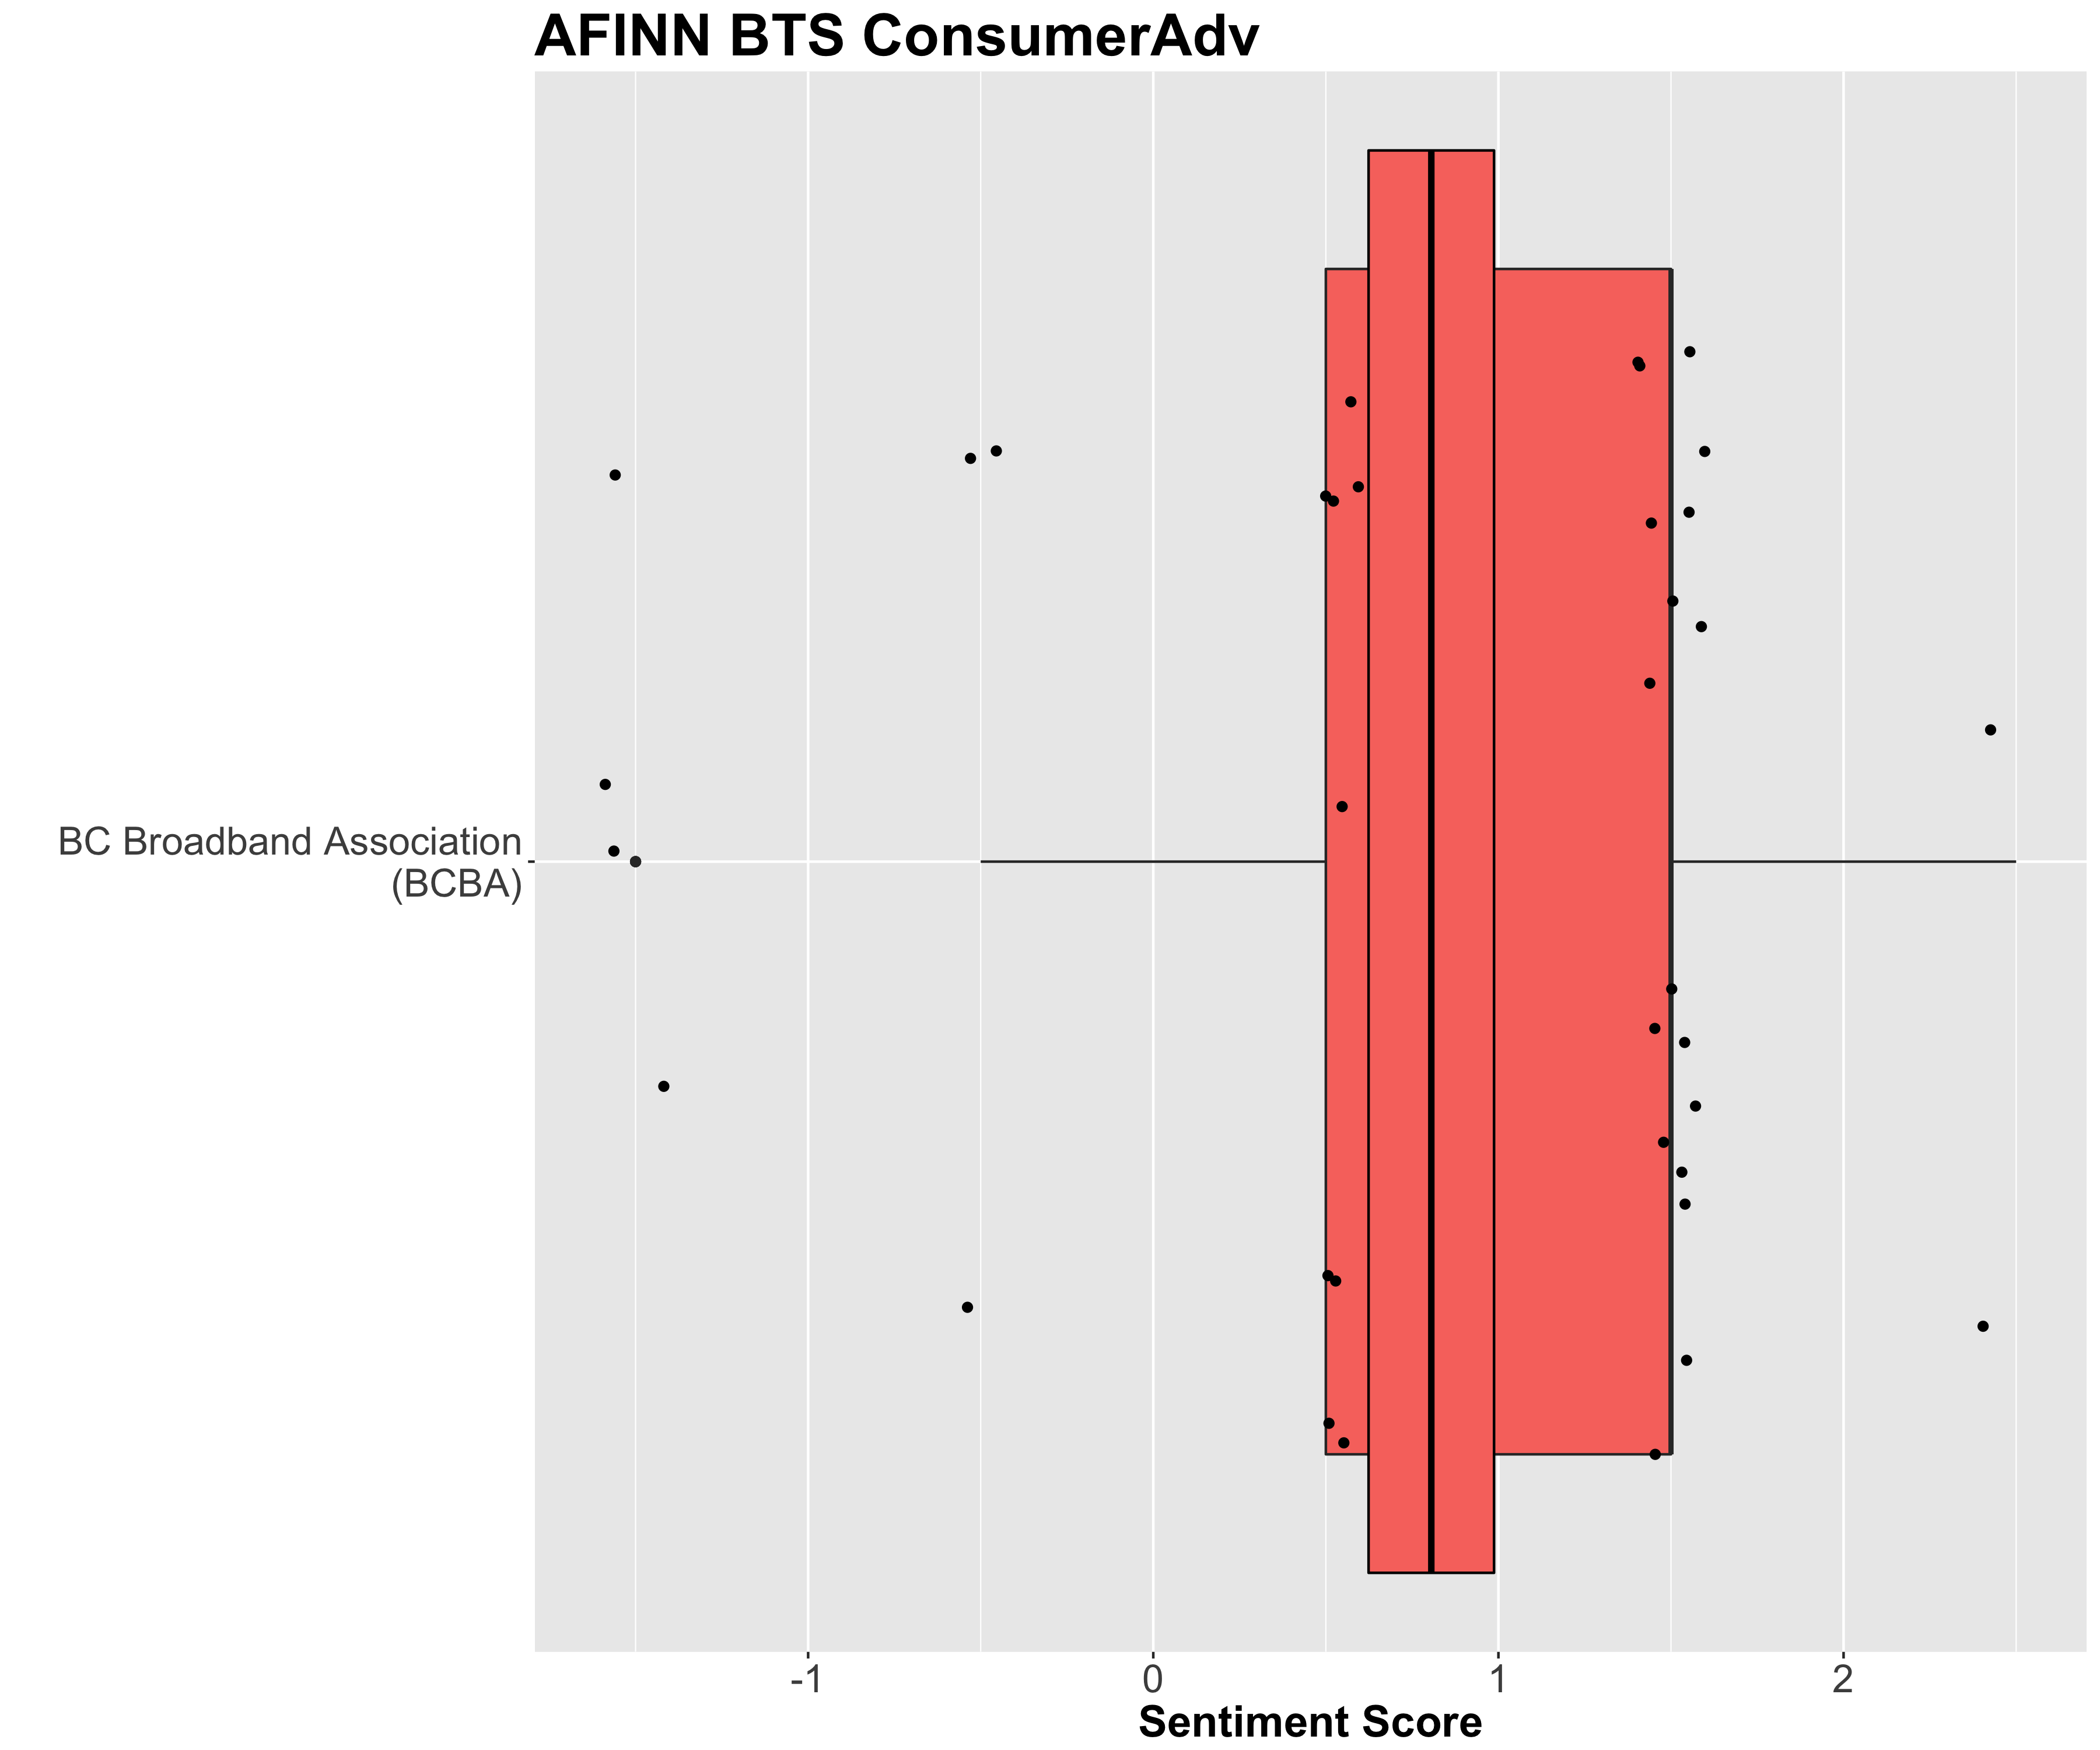 AFINN BTS ConsumerAdv
BC Broadband Association
(BCBA)
-1
0
1
2
Sentiment Score